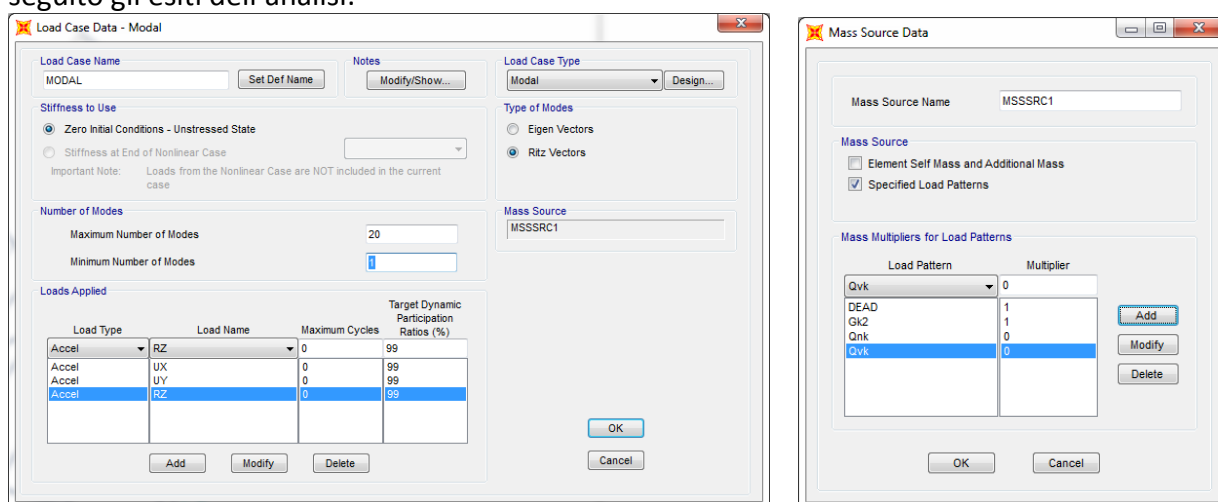 seguito gli esiti dell'analisi.
Load Case Data - Modal
Load Case Name
Notes
Load Case Type
MODAL
Set Def Name
Modify/Show...
Modal
Design...
Stiffness to Use
Type of Modes
Zero Initial Conditions - Unstressed State
Eigen Vectors
Stiffness at End of Nonlinear Case
Ritz Vectors
Important Note: Loads from the Nonlinear Case are NOT included in the current
case
Number of Modes
Mass Source
Maximum Number of Modes 20
MSSSRC1
Minimum Number of Modes 1
Loads Applied
Target Dynamic
Participation
Load Type Load Name Maximum Cycles Ratios (%)
Accel RZ 0 99
Accel UX 0 99
Accel UY 0 99
Accel RZ 0 99
Add Modify Delete
OK
Cancel
Mass Source Data
Mass Source Name MSSSRC1
Mass Source
Element Self Mass and Additional Mass
Specified Load Patterns
Mass Multipliers for Load Patterns
Load Pattern Multiplier
Qvk 0
DEAD 1
Gk2 1
Qnk 0
Qvk 0
Add
Modify
Delete
OK Cancel